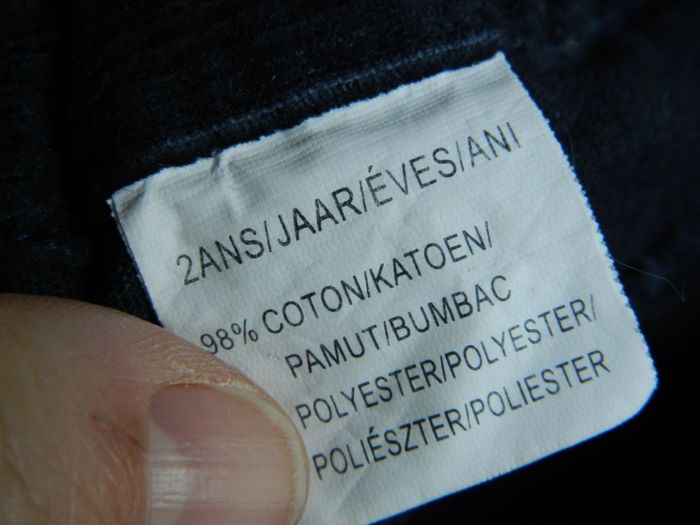 2ANS/JAAR/ÉVES/ANI
98% COTON/KATOEN/
PAMUT/BUMBAC
POLYESTER/POLYESTER/
POLIÉSZTER/POLIESTER